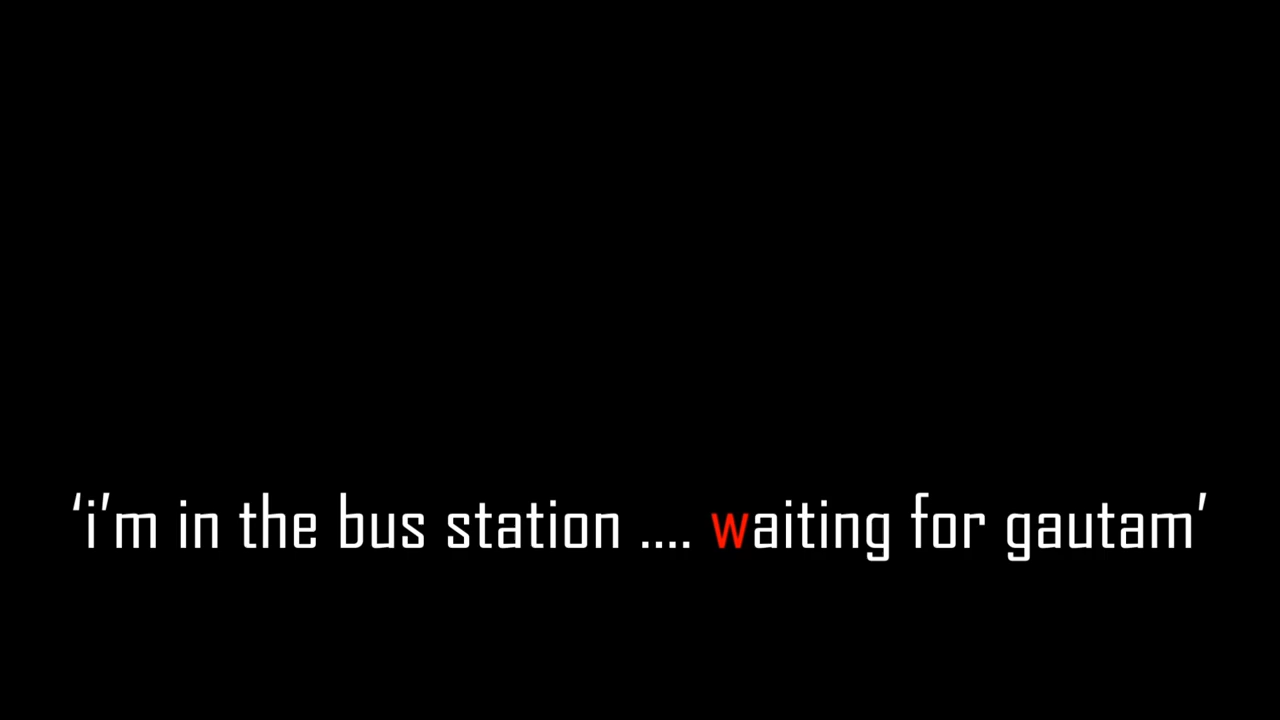 ‘i’m in the bus station .... waiting for gautam’